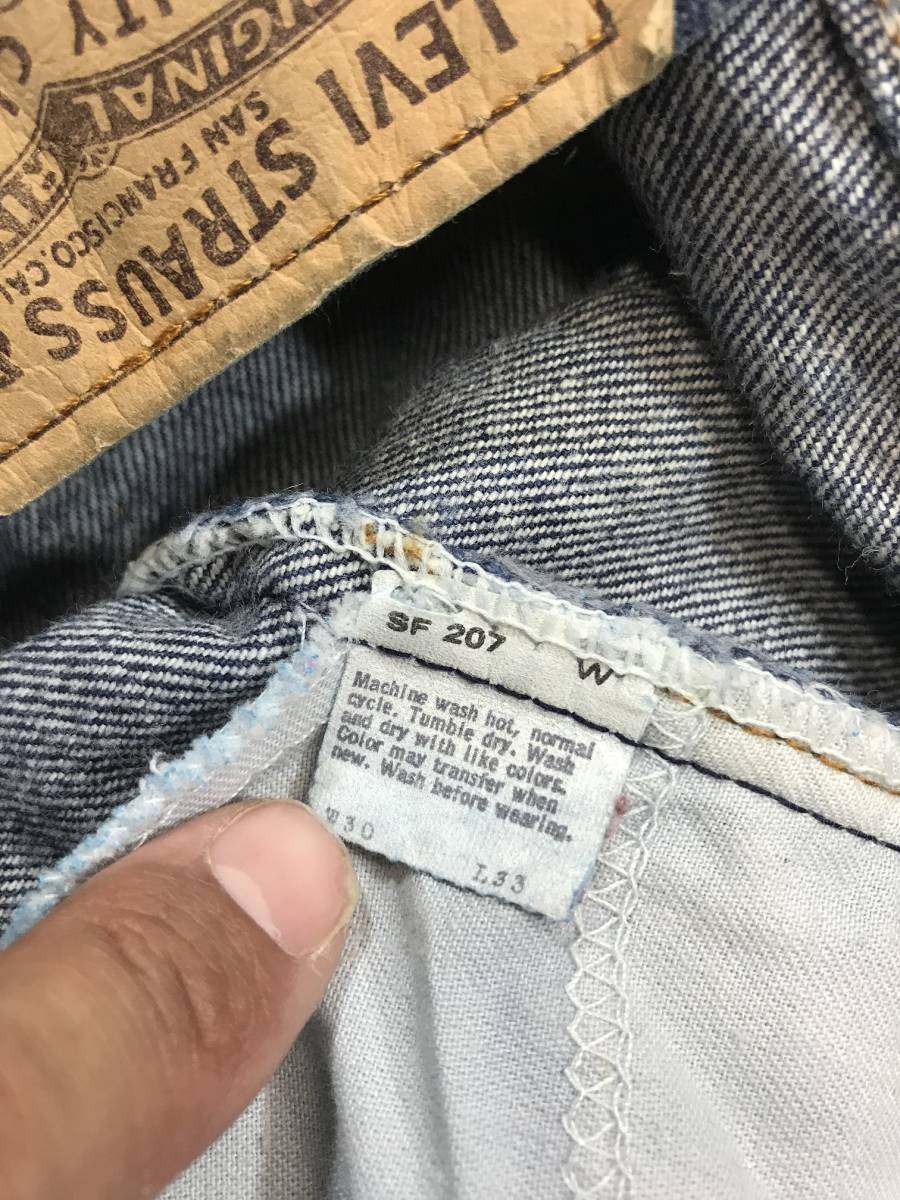 ITY
ORIGINAL
LEVI STRAUSS &
SAN FRANCISCO. CAL
SF 207 W
Machine wash hot, normal
cycle. Tumble dry. Wash
and dry with like colors.
Color may transfer when
new. Wash before wearing.
W30 L33